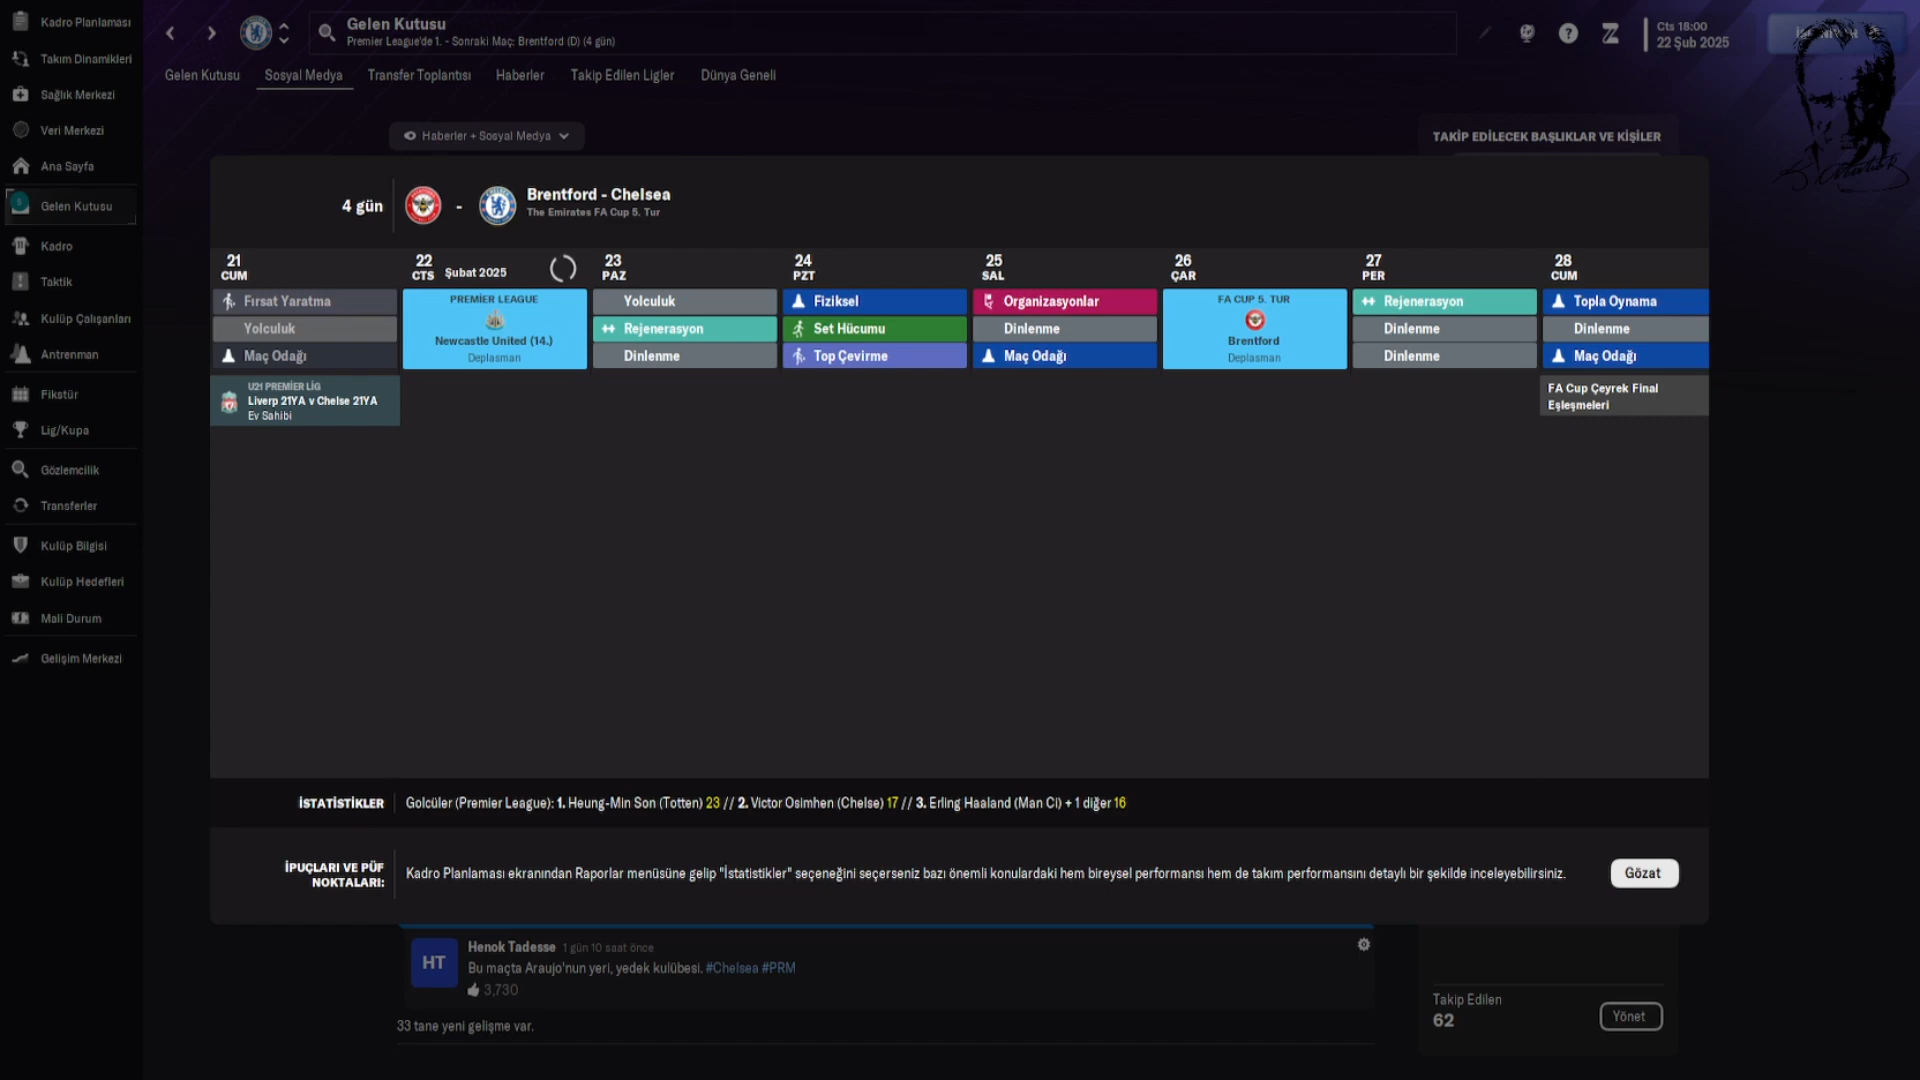 Kadro Planlaması
Takım Dinamikleri
Sağlık Merkezi
Veri Merkezi
Ana Sayfa
5
Gelen Kutusu
Kadro
Taktik
Kulüp Çalışanları
Antrenman
Fikstür
Lig/Kupa
Gözlemcilik
Transferler
Kulüp Bilgisi
Kulüp Hedefleri
Mali Durum
Gelişim Merkezi
Gelen Kutusu
Premier League'de 1. - Sonraki Maç: Brentford (D) (4 gün)
Cts 18:00
22 Şub 2025
Gelen Kutusu Sosyal Medya Transfer Toplantısı Haberler Takip Edilen Ligler Dünya Geneli
Haberler + Sosyal Medya
TAKİP EDİLECEK BAŞLIKLAR VE KİŞİLER
4 gün
-
Brentford - Chelsea
The Emirates FA Cup 5. Tur
21
CUM
Fırsat Yaratma
Yolculuk
Maç Odağı
U21 PREMİER LİG
Liverp 21YA v Chelse 21YA
Ev Sahibi
22
CTS Şubat 2025
PREMİER LEAGUE
Newcastle United (14.)
Deplasman
23
PAZ
Yolculuk
Rejenerasyon
Dinlenme
24
PZT
Fiziksel
Set Hücumu
Top Çevirme
25
SAL
Organizasyonlar
Dinlenme
Maç Odağı
26
ÇAR
FA CUP 5. TUR
Brentford
Deplasman
27
PER
Rejenerasyon
Dinlenme
Dinlenme
28
CUM
Topla Oynama
Dinlenme
Maç Odağı
FA Cup Çeyrek Final
Eşleşmeleri
İSTATİSTİKLER
Golcüler (Premier League): 1. Heung-Min Son (Totten) 23 // 2. Victor Osimhen (Chelse) 17 // 3. Erling Haaland (Man Ci) + 1 diğer 16
İPUÇLARI VE PÜF
NOKTALARI:
Kadro Planlaması ekranından Raporlar menüsüne gelip "İstatistikler" seçeneğini seçerseniz bazı önemli konulardaki hem bireysel performansı hem de takım performansını detaylı bir şekilde inceleyebilirsiniz.
Gözat
HT
Henok Tadesse 1 gün 10 saat önce
Bu maçta Araujo'nun yeri, yedek kulübesi. #Chelsea #PRM
3,730
33 tane yeni gelişme var.
Takip Edilen
62
Yönet